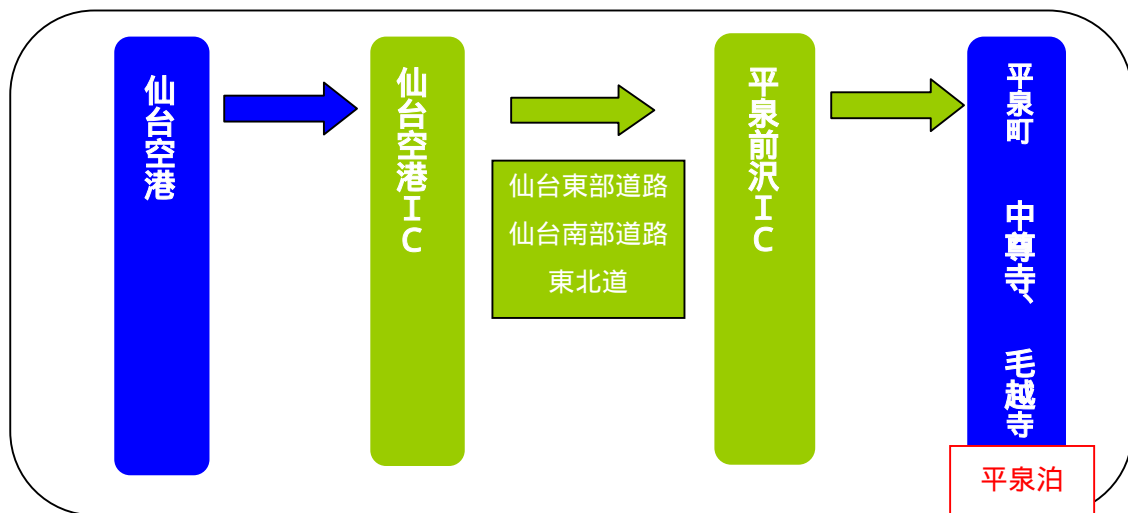 仙台空港
仙台空港ＩＣ
仙台東部道路
仙台南部道路
東北道
平泉前沢ＩＣ
平泉町　中尊寺、　毛越寺
平泉泊